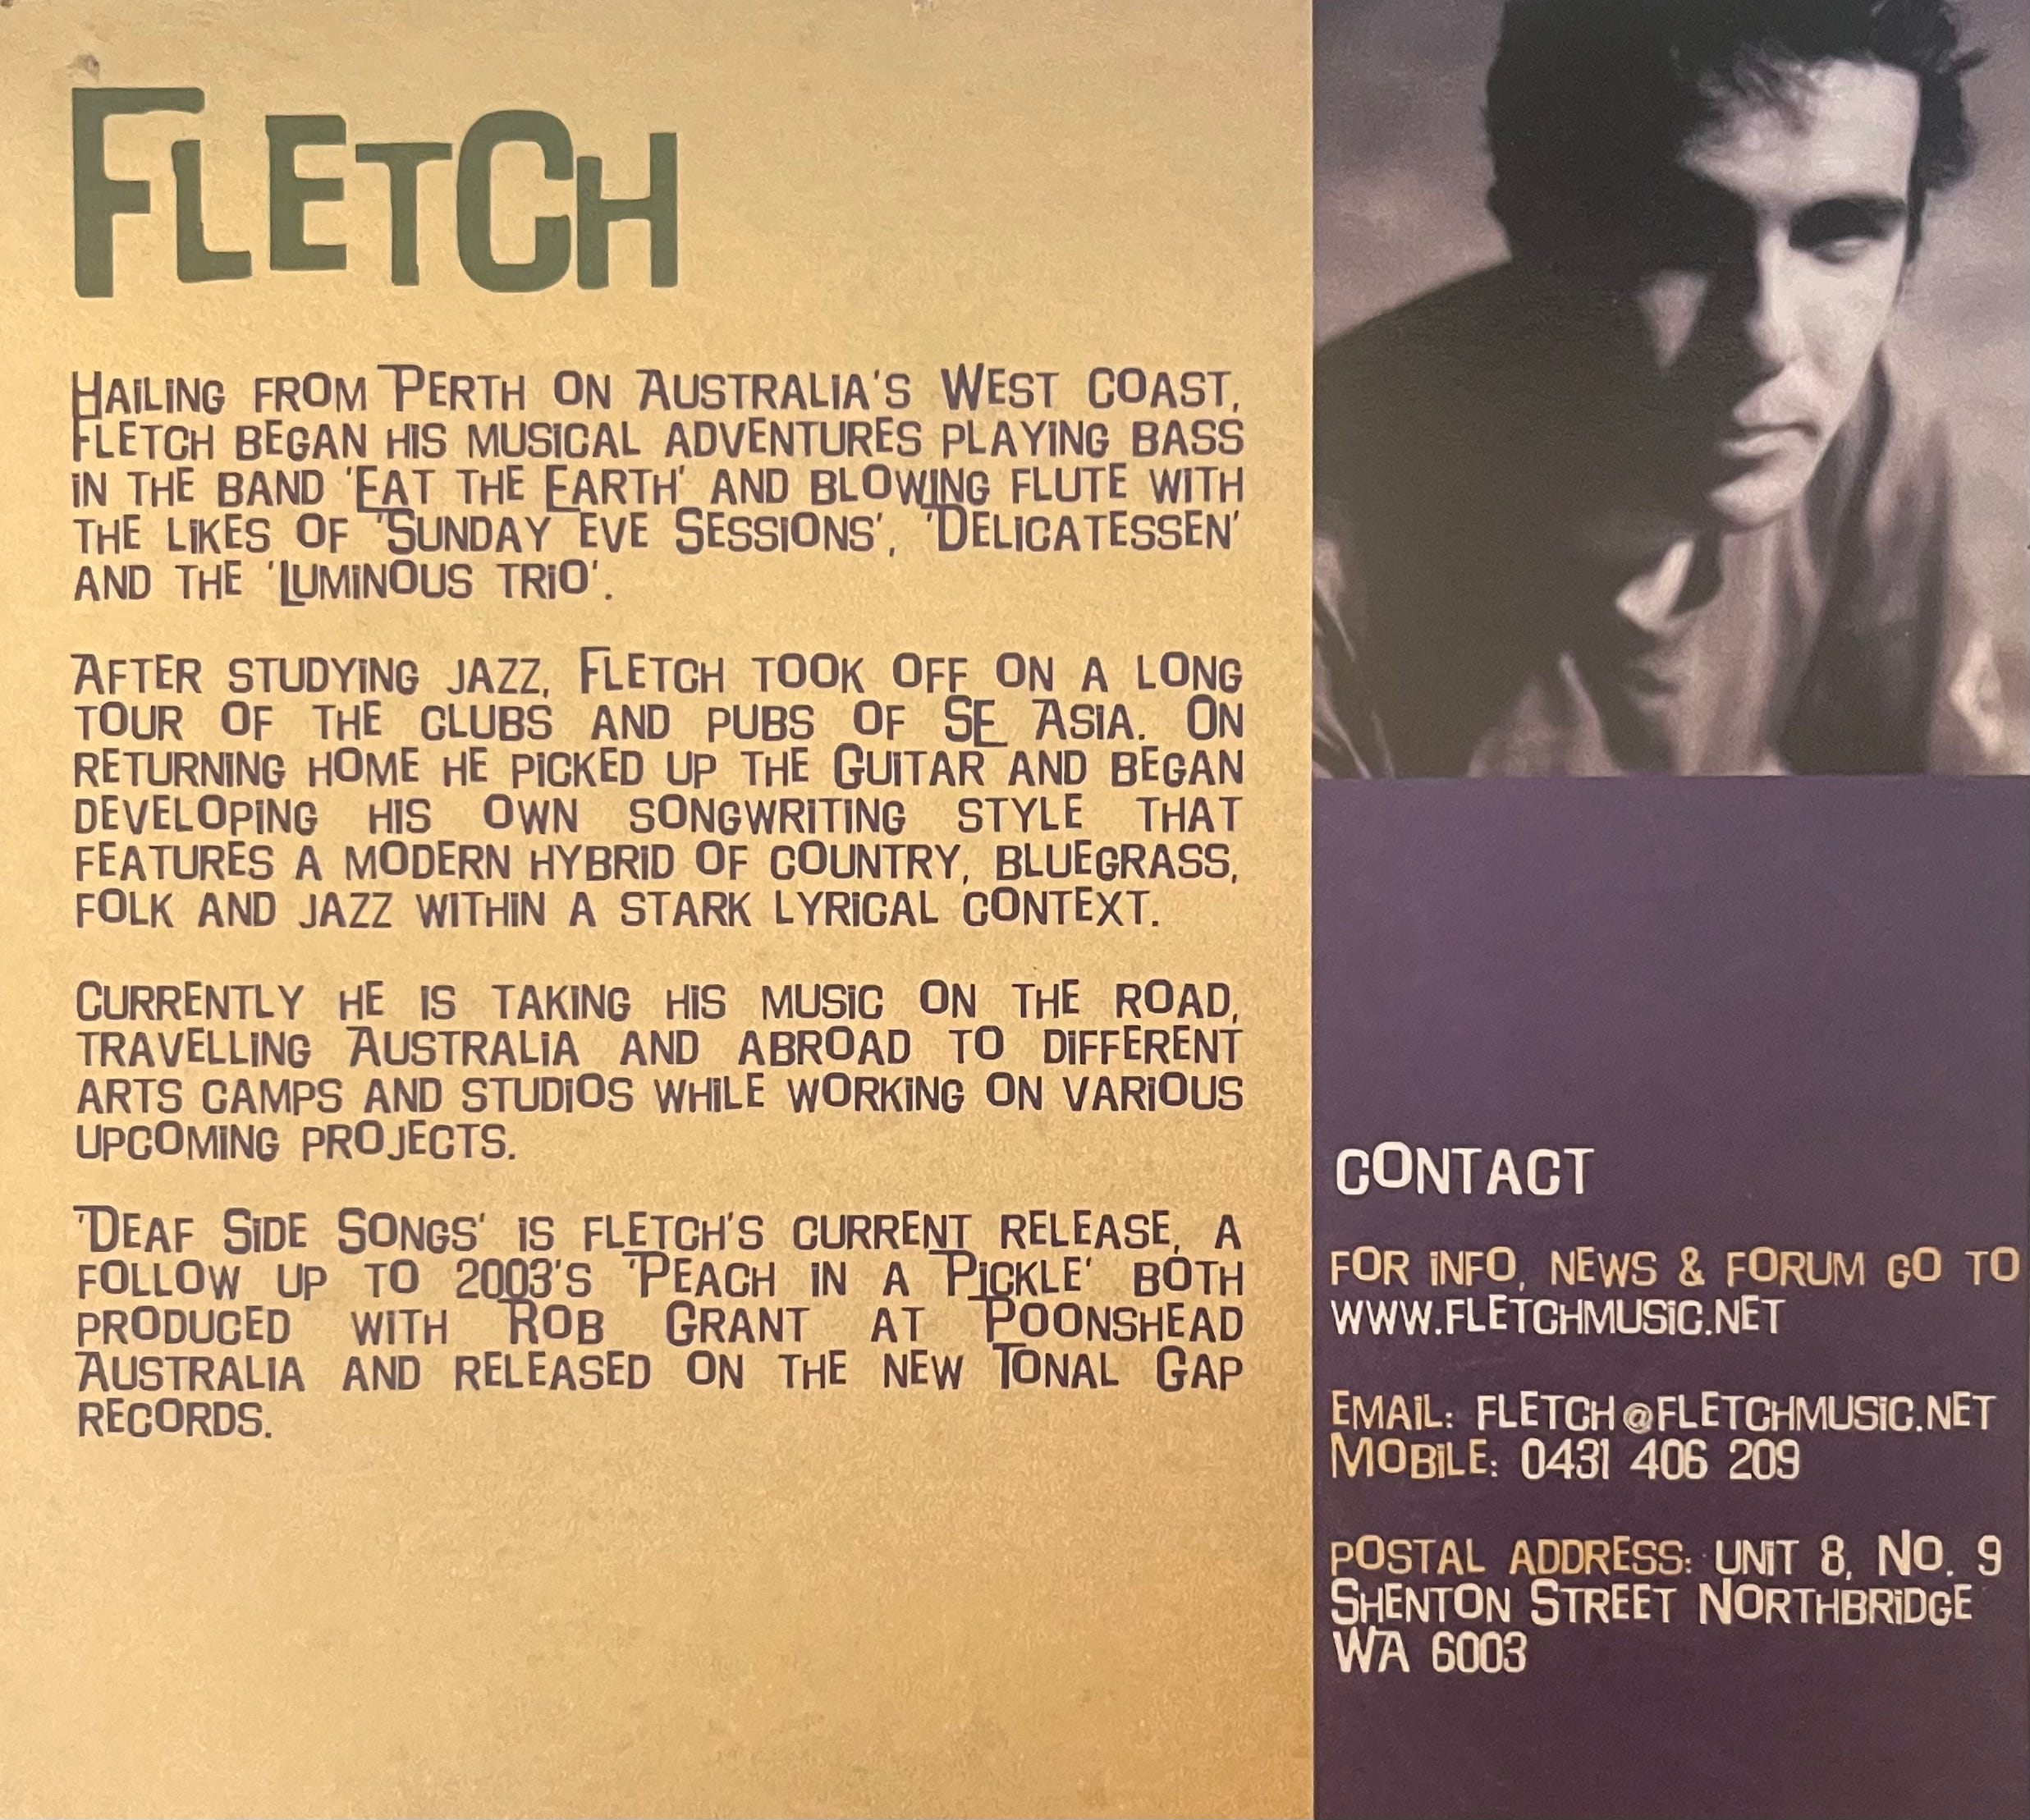 FLETCH
HAILING FROM PERTH ON AUSTRALIA'S WEST COAST,
FLETCH BEGAN HIS MUSICAL ADVENTURES PLAYING BASS
IN THE BAND 'EAT THE EARTH' AND BLOWING FLUTE WITH
THE LIKES OF 'SUNDAY EVE SESSIONS', 'DELICATESSEN'
AND THE 'LUMINOUS TRIO'.
AFTER STUDYING JAZZ, FLETCH TOOK OFF ON A LONG
TOUR OF THE CLUBS AND PUBS OF SE ASIA. ON
RETURNING HOME HE PICKED UP THE GUITAR AND BEGAN
DEVELOPING HIS OWN SONGWRITING STYLE THAT
FEATURES A MODERN HYBRID OF COUNTRY, BLUEGRASS,
FOLK AND JAZZ WITHIN A STARK LYRICAL CONTEXT.
CURRENTLY HE IS TAKING HIS MUSIC ON THE ROAD,
TRAVELLING AUSTRALIA AND ABROAD TO DIFFERENT
ARTS CAMPS AND STUDIOS WHILE WORKING ON VARIOUS
UPCOMING PROJECTS.
'DEAF SIDE SONGS' IS FLETCH'S CURRENT RELEASE, A
FOLLOW UP TO 2003'S 'PEACH IN A PICKLE' BOTH
PRODUCED WITH ROB GRANT AT POONSHEAD
AUSTRALIA AND RELEASED ON THE NEW TONAL GAP
RECORDS.
CONTACT
FOR INFO, NEWS & FORUM GO TO
WWW.FLETCHMUSIC.NET
EMAIL: FLETCH@FLETCHMUSIC.NET
MOBILE: 0431 406 209
POSTAL ADDRESS: UNIT 8, NO. 9
SHENTON STREET NORTHBRIDGE
WA 6003